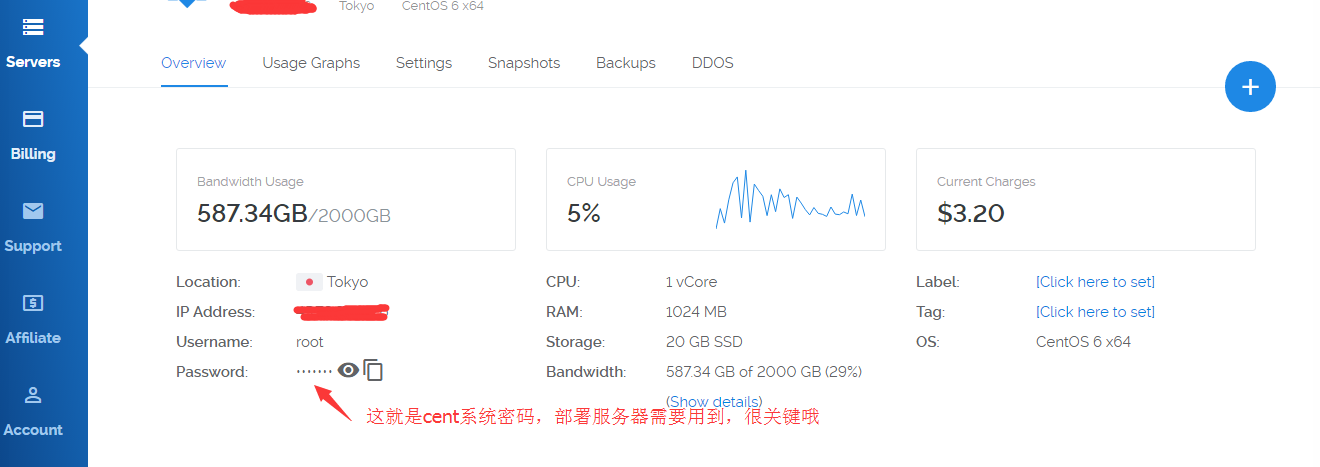 Tokyo CentOS 6 x64
Servers
Overview Usage Graphs Settings Snapshots Backups DDOS
+
Billing
Bandwidth Usage CPU Usage Current Charges
587.34GB/2000GB 5% $3.20
Support
Location: Tokyo CPU: 1 vCore Label: [Click here to set]
IP Address: RAM: 1024 MB Tag: [Click here to set]
Affiliate
Username: root Storage: 20 GB SSD OS: CentOS 6 x64
Password: ······· Bandwidth: 587.34 GB of 2000 GB (29%)
(Show details)
这就是cent系统密码，部署服务器需要用到，很关键哦
Account